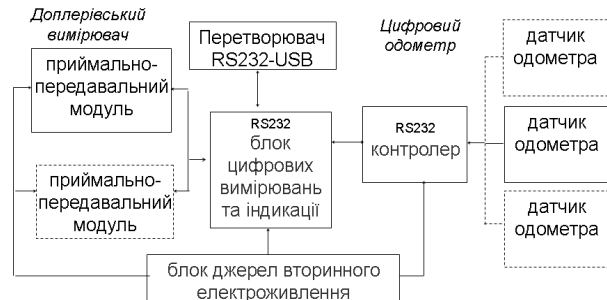 Доплерівський
вимірювач
приймально-
передавальний
модуль
приймально-
передавальний
модуль
Перетворювач
RS232-USB
RS232
блок
цифрових
вимірювань
та індикації
Цифровий
одометр
RS232
контролер
датчик
одометра
датчик
одометра
датчик
одометра
блок джерел вторинного
електроживлення